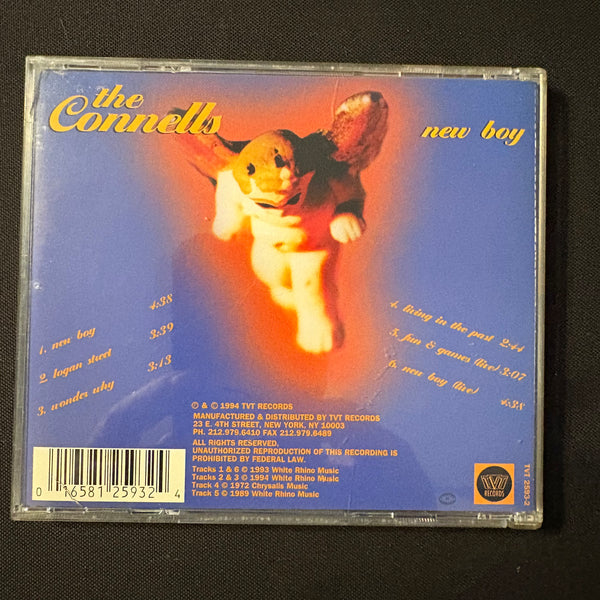 the
Connells
new boy
1. new boy 4:38
2. logan street 3:39
3. wonder why 3:13
4. living in the past 2:44
5. fun & games (live) 3:07
6. new boy (live) 4:38
℗ & © 1994 TVT RECORDS
MANUFACTURED & DISTRIBUTED BY TVT RECORDS
23 E. 4TH STREET, NEW YORK, NY 10003
PH. 212.979.6410 FAX 212.979.6489
ALL RIGHTS RESERVED.
UNAUTHORIZED REPRODUCTION OF THIS RECORDING IS
PROHIBITED BY FEDERAL LAW.
Tracks 1 & 6 © 1993 White Rhino Music
Tracks 2 & 3 © 1994 White Rhino Music
Track 4 © 1972 Chrysalis Music
Track 5 © 1989 White Rhino Music
0 16581 25932 4
TVT
RECORDS
TVT 2593-2